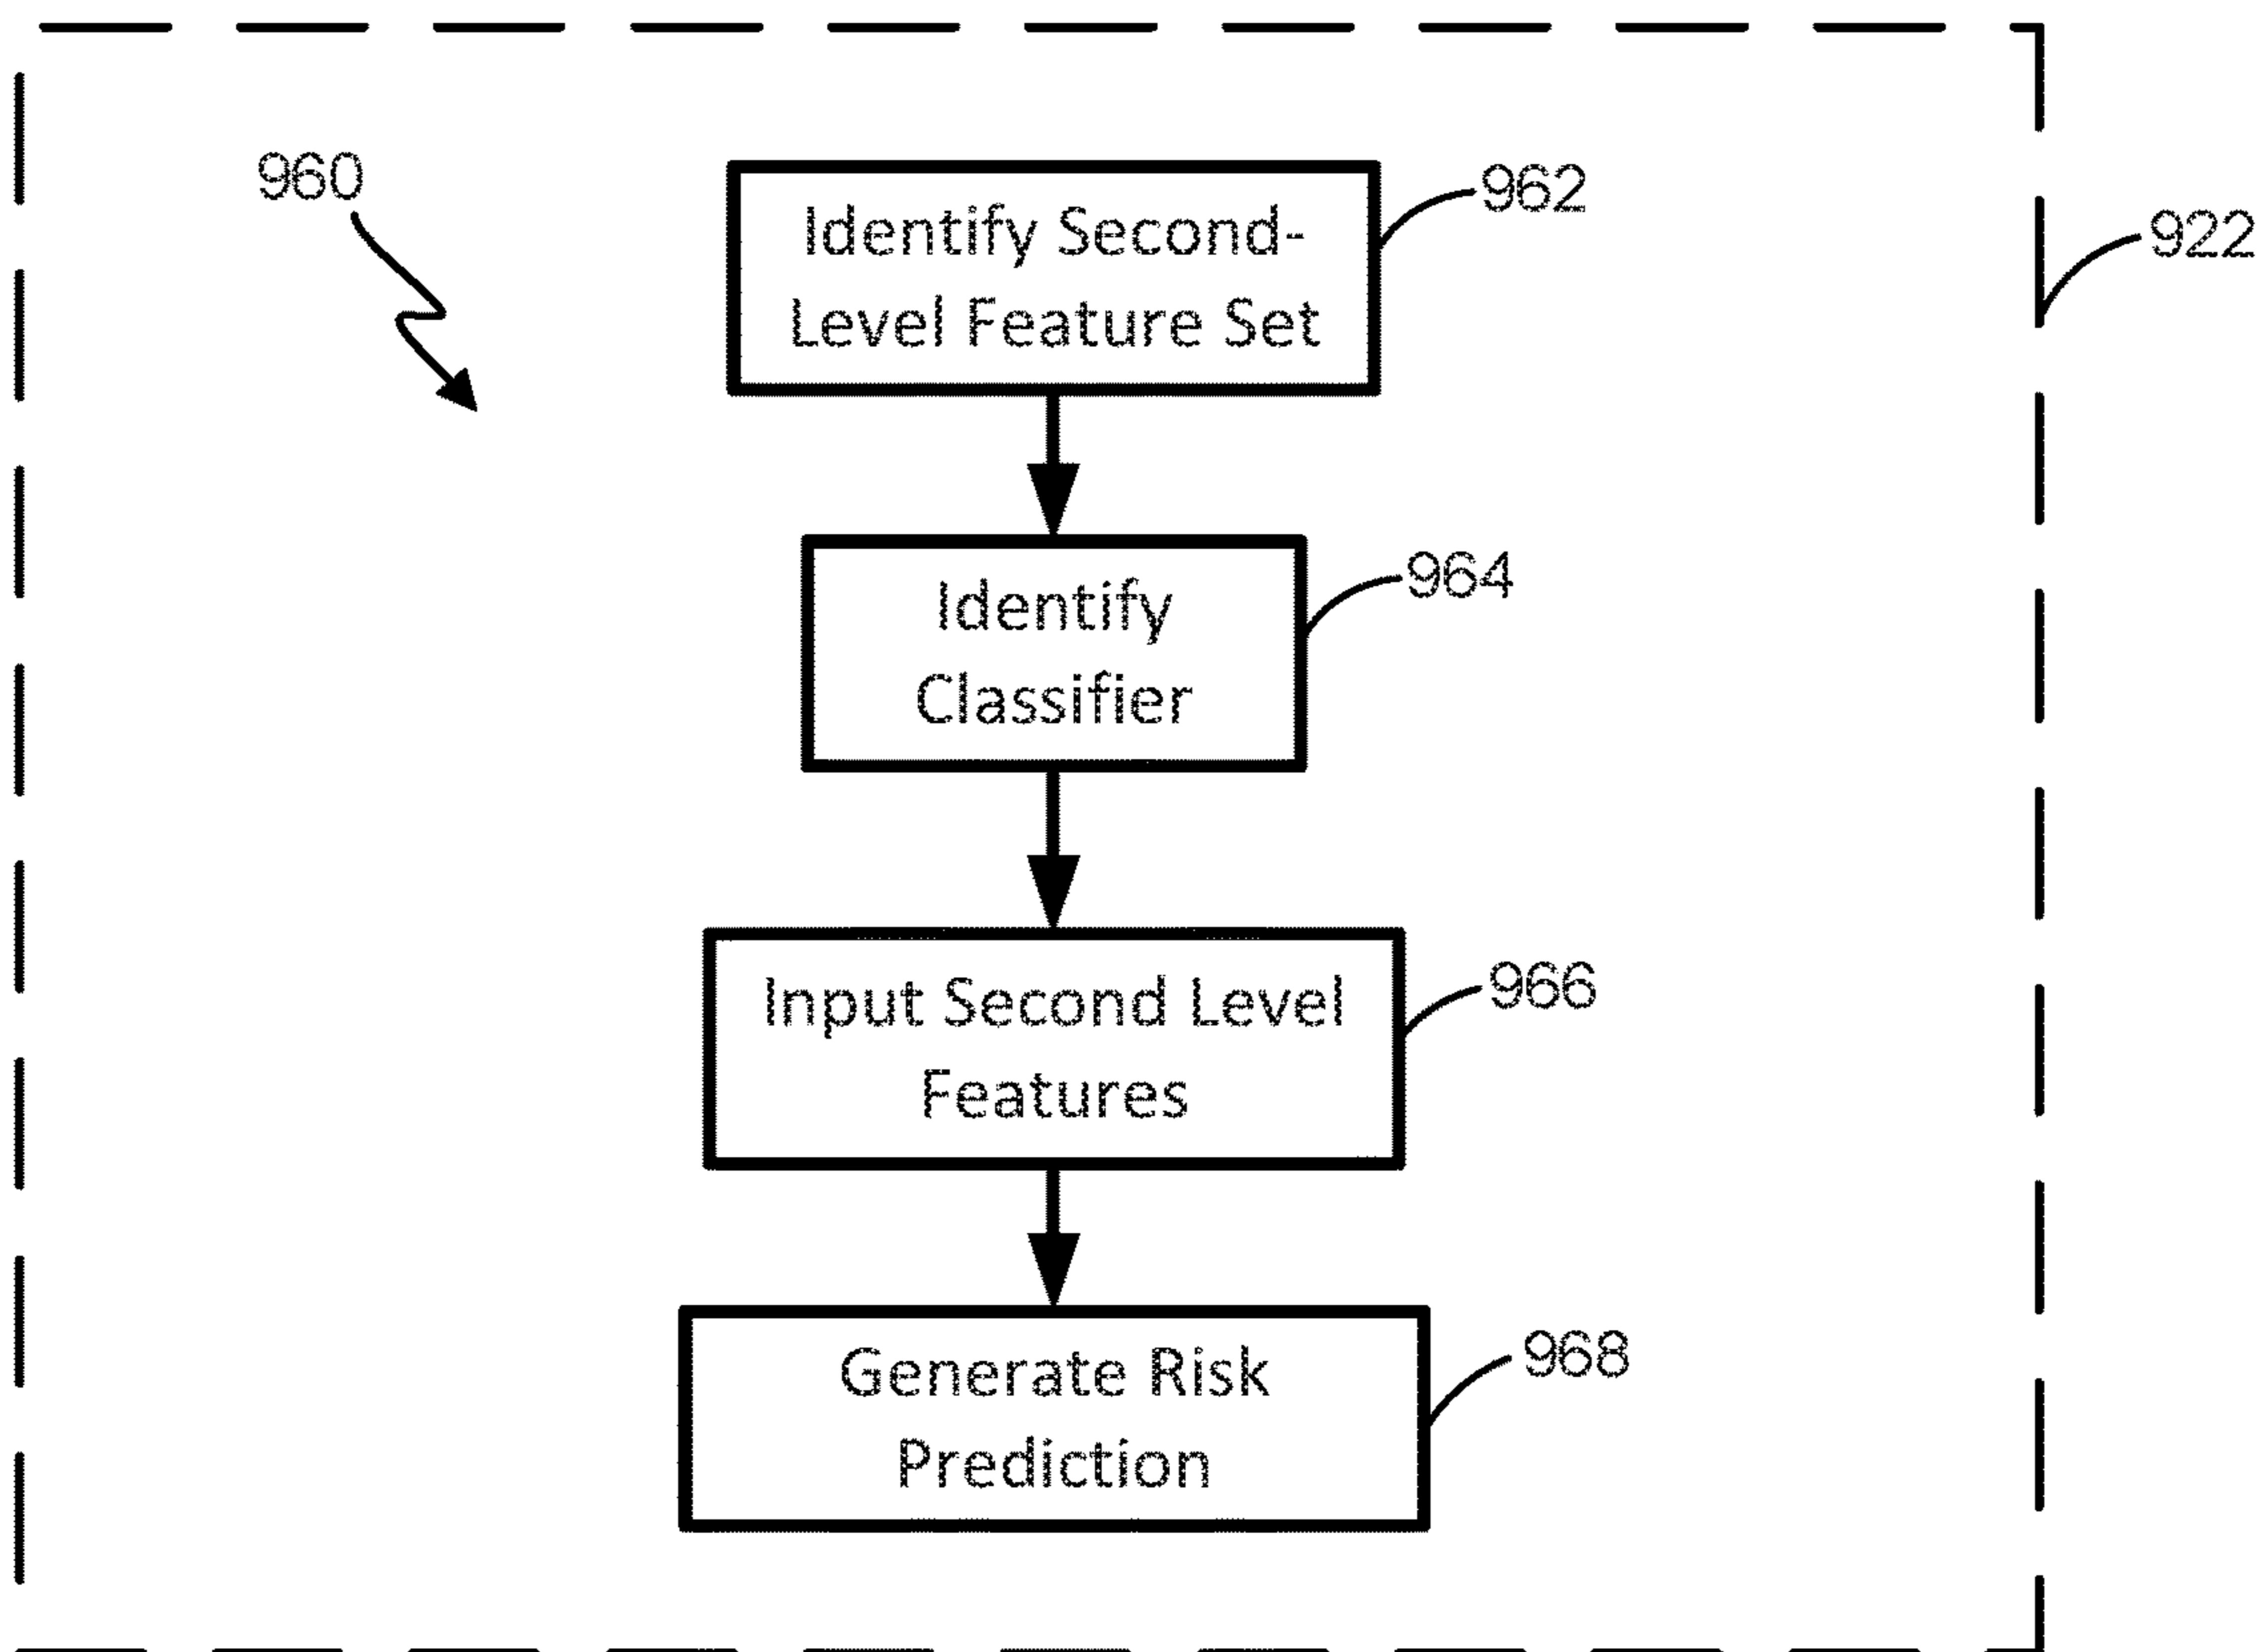 960
Identify Second-
Level Feature Set
962
922
Identify
Classifier
964
Input Second Level
Features
966
Generate Risk
Prediction
968